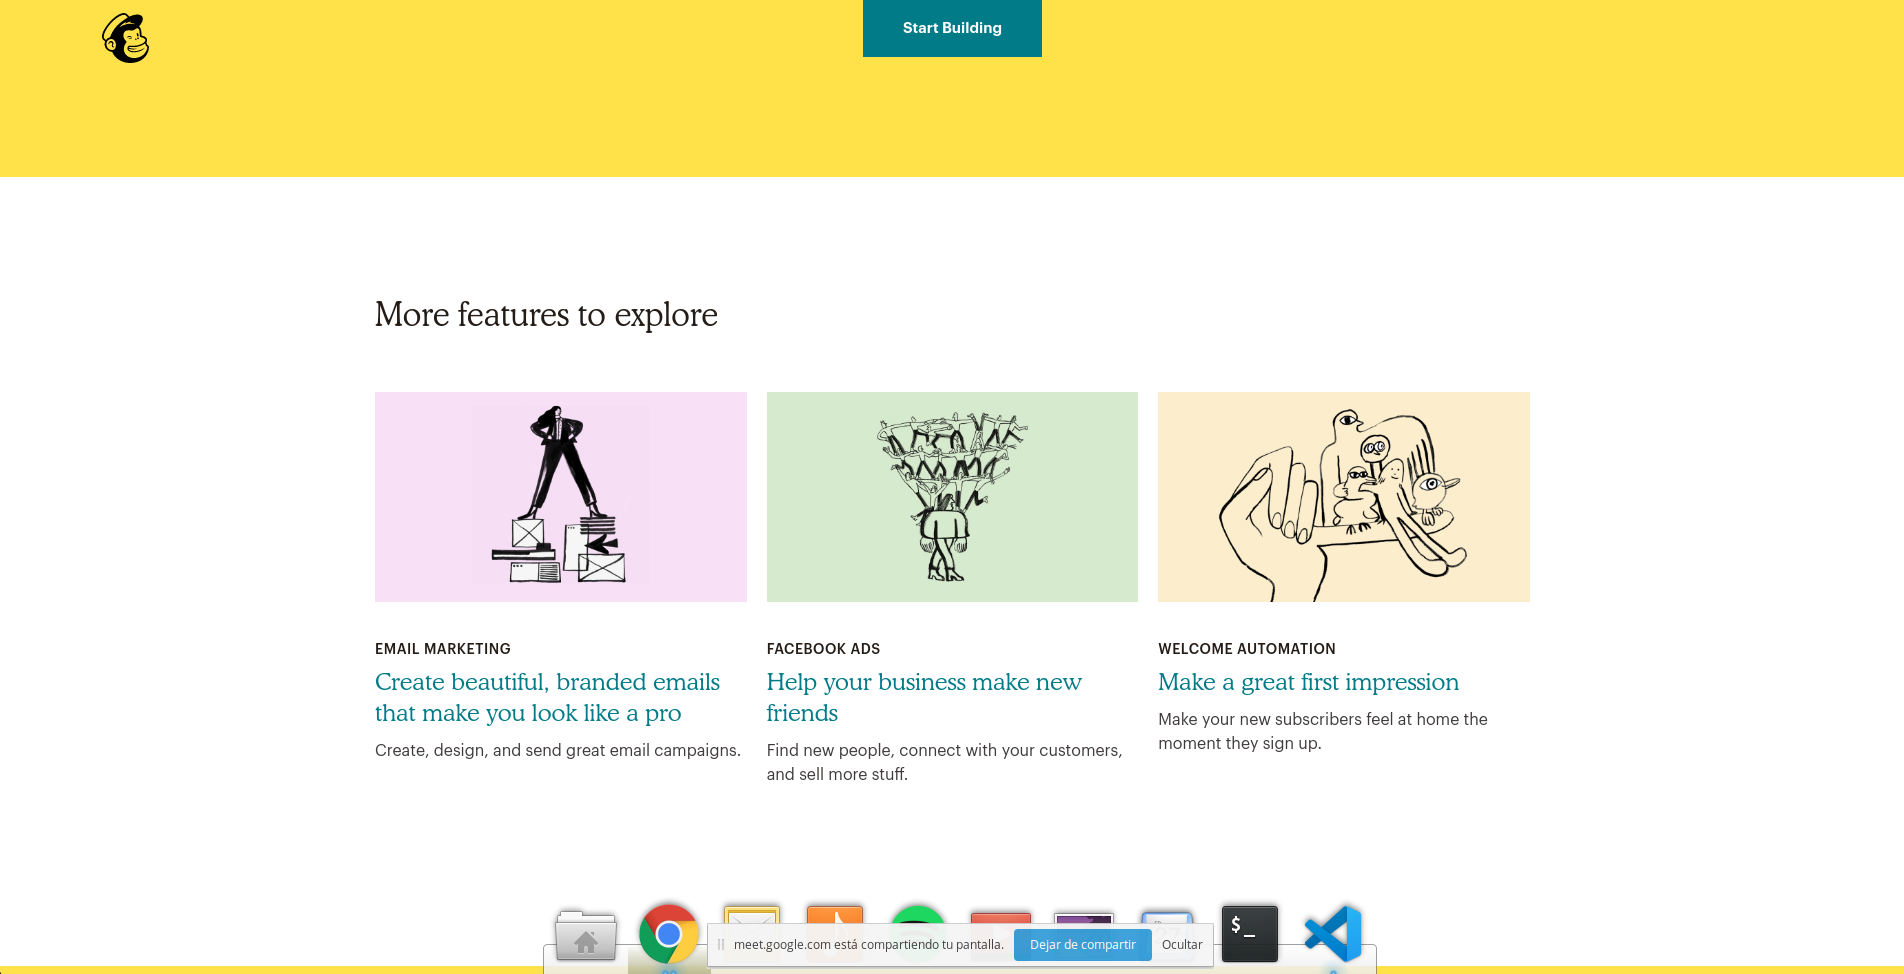 Start Building
More features to explore
EMAIL MARKETING
Create beautiful, branded emails
that make you look like a pro
Create, design, and send great email campaigns.
FACEBOOK ADS
Help your business make new
friends
Find new people, connect with your customers,
and sell more stuff.
WELCOME AUTOMATION
Make a great first impression
Make your new subscribers feel at home the
moment they sign up.
$_
meet.google.com está compartiendo tu pantalla.
Dejar de compartir
Ocultar